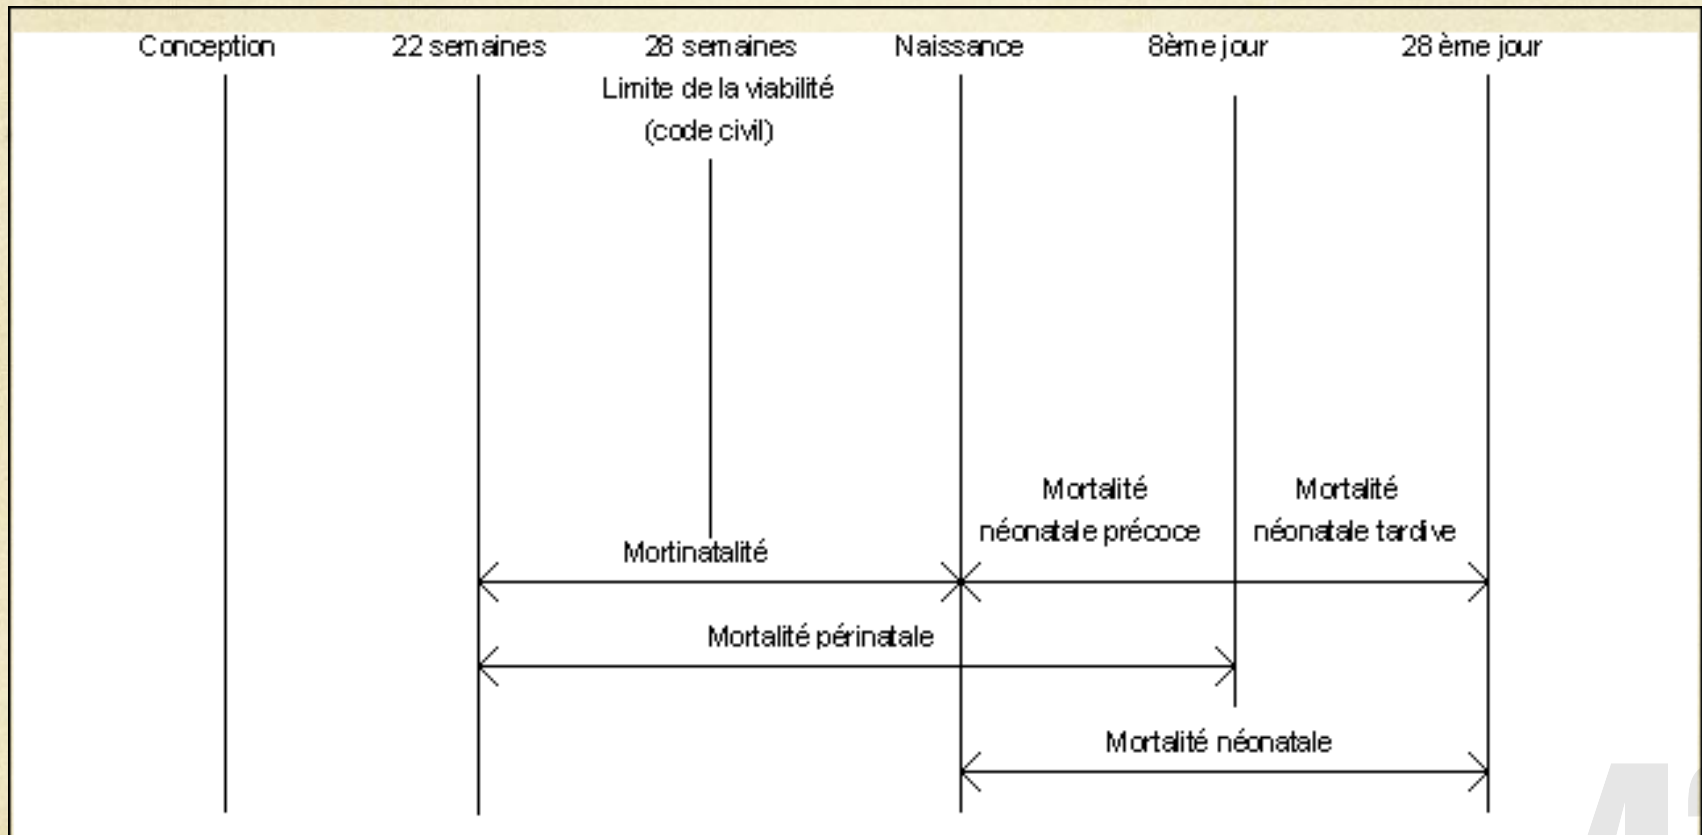 Conception 22 semaines 28 semaines Naissance 8ème jour 28 ème jour
Limite de la viabilité
(code civil)
Mortalité Mortalité
néonatale précoce néonatale tardive
Mortinatalité
Mortalité périnatale
Mortalité néonatale